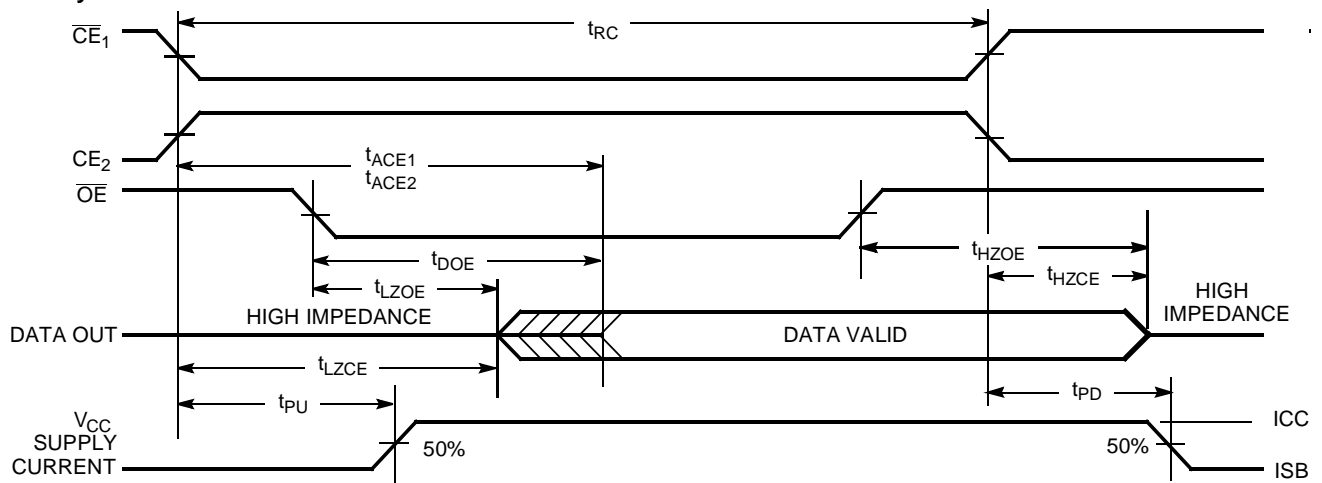 CE1
tRC
CE2
tACE1
tACE2
OE
tDOE
tHZOE
tLZOE
tHZCE
HIGH IMPEDANCE
HIGH
IMPEDANCE
DATA OUT
DATA VALID
tLZCE
tPU
tPD
VCC
SUPPLY
CURRENT
50%
50%
ICC
ISB